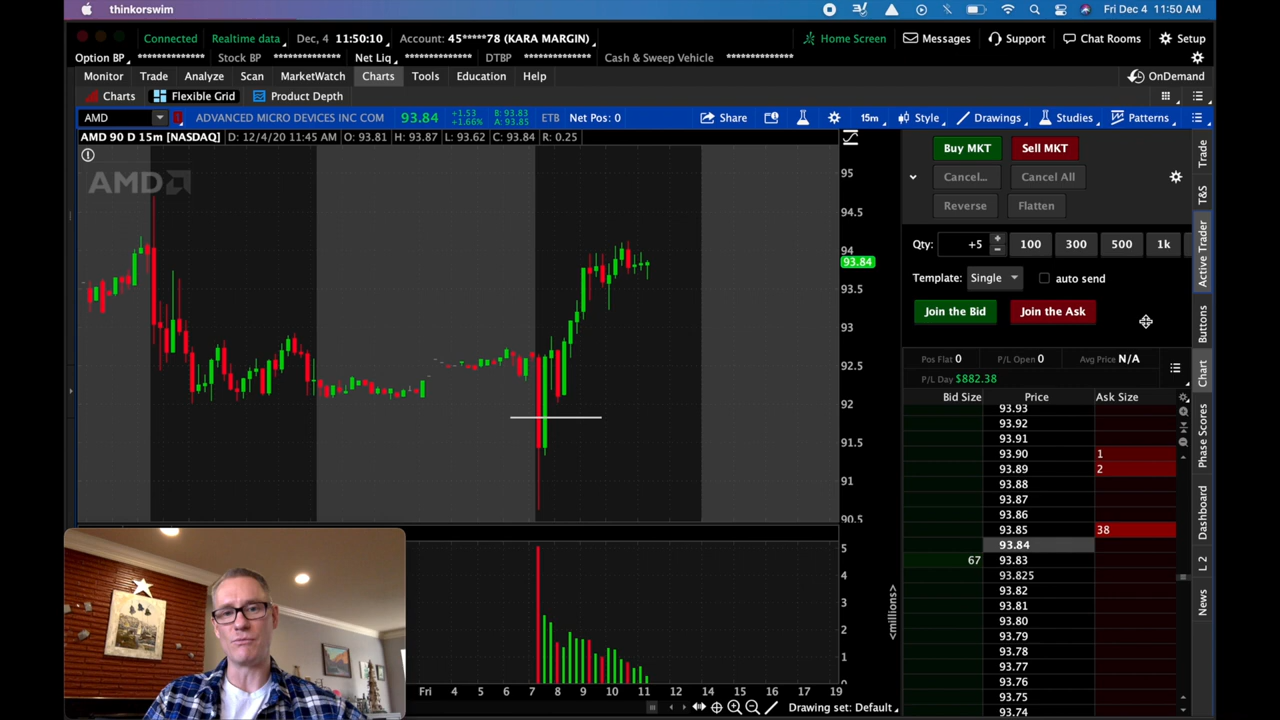 thinkorswim Fri Dec 4 11:50 AM
Connected Realtime data Dec, 4 11:50:10 Account: 45*****78 (KARA MARGIN) Home Screen Messages Support Chat Rooms Setup
Option BP Stock BP Net Liq DTBP Cash & Sweep Vehicle
Monitor Trade Analyze Scan MarketWatch Charts Tools Education Help OnDemand
Charts Flexible Grid Product Depth
AMD ADVANCED MICRO DEVICES INC COM 93.84 +1.53 +1.66% B: 93.83 A: 93.85 ETB Net Pos: 0 Share 15m Style Drawings Studies Patterns
AMD 90 D 15m [NASDAQ] D: 12/4/20 11:45 AM O: 93.81 H: 93.87 L: 93.62 C: 93.84 R: 0.25
AMD
95
94.5
94
93.84
93.5
93
92.5
92
91.5
91
90.5
5
4
3
2
1
0
<millions>
Fri 4 5 6 7 8 9 10 11 12 13 14 15 16 17 18 19
Drawing set: Default
Buy MKT Sell MKT
Cancel... Cancel All
Reverse Flatten
Qty: +5 100 300 500 1k
Template: Single auto send
Join the Bid Join the Ask
Pos Flat 0 P/L Open 0 Avg Price N/A
P/L Day $882.38
Bid Size Price Ask Size
93.93
93.92
93.91
93.90 1
93.89 2
93.88
93.87
93.86
93.85 38
93.84
67 93.83
93.825
93.82
93.81
93.80
93.79
93.78
93.77
93.76
93.75
93.74
Trade
T&S
Active Trader
Buttons
Chart
Phase Scores
Dashboard
L 2
News